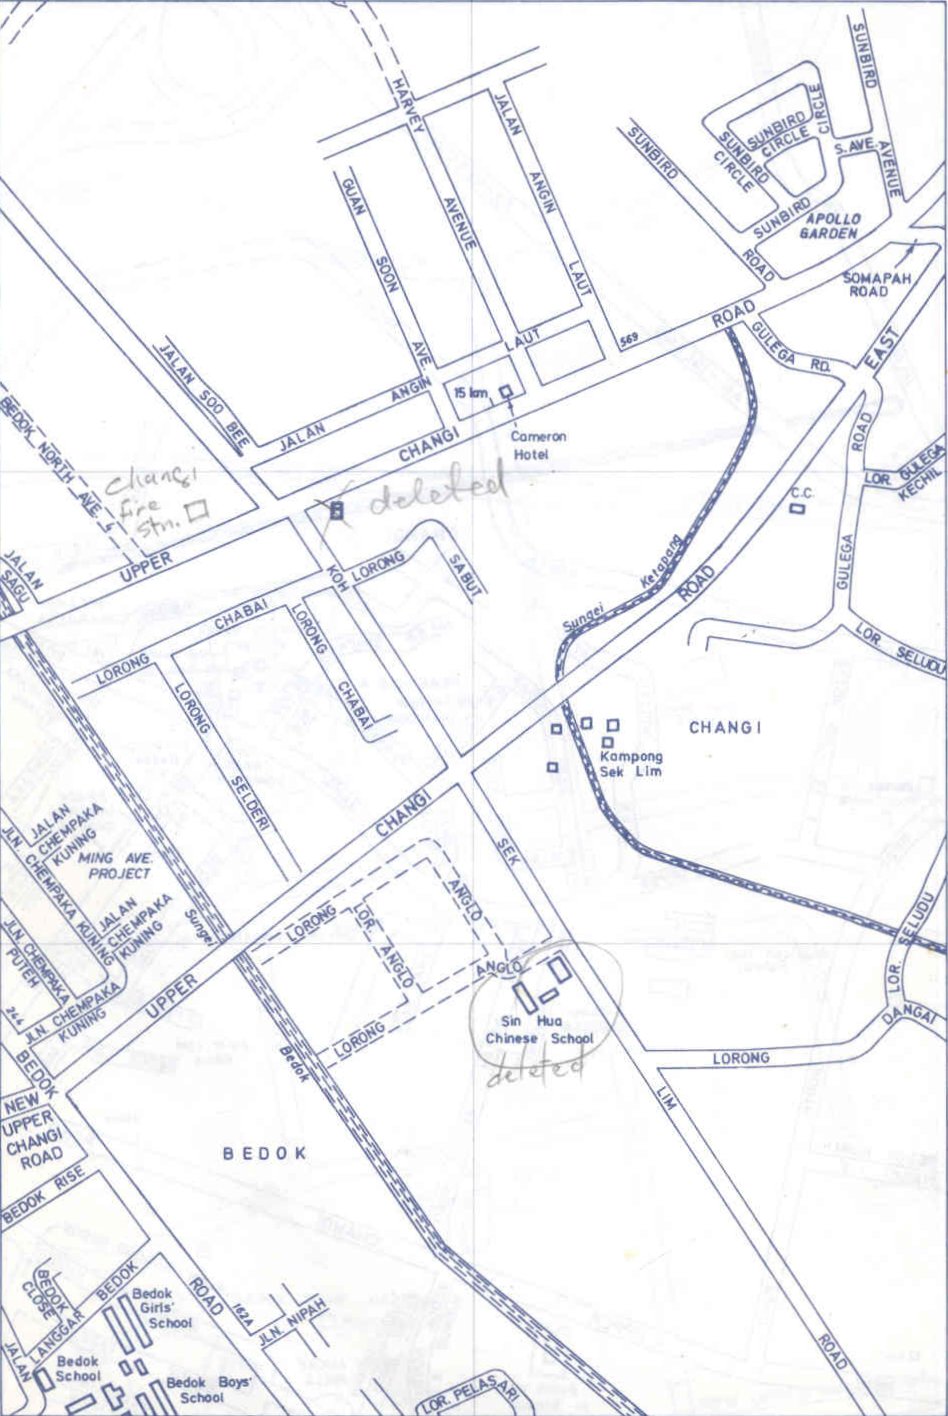 HARVEY
AVENUE
JALAN
ANGIN
LAUT
SUNBIRD
ROAD
SUNBIRD
CIRCLE
SUNBIRD
CIRCLE
CIRCLE
SUNBIRD
SUNBIRD
AVENUE
S. AVE.
APOLLO
GARDEN
SOMAPAH
ROAD
GUAN
SOON
AVE
JALAN
ANGIN
LAUT
569
ROAD
GULEGA RD.
EAST
JALAN SOO BEE
15 km
Cameron
Hotel
CHANGI
BEDOK NORTH AVE 4
Changi
fire
stn.
deleted
UPPER
JALAN
SAGU
KOH
LORONG
SABUT
ROAD
GULEGA
LOR. GULEGA
KECHIL
C.C.
Sungei
Ketapang
ROAD
LOR. SELUDU
LORONG
CHABAI
LORONG
CHABAI
LORONG
SELDERI
CHANGI
Kampong
Sek Lim
JALAN
CHEMPAKA
KUNING
JLN. CHEMPAKA KUNING
MING AVE.
PROJECT
JALAN
CHEMPAKA
KUNING
JLN. CHEMPAKA
PUTEH
JLN. CHEMPAKA
KUNING
244
Sungei
Bedok
UPPER
CHANGI
SEK
LIM
ROAD
LORONG
LOR. ANGLO
ANGLO
LORONG
ANGLO
Sin Hua
Chinese School
deleted
LOR. SELUDU
DANGAI
LORONG
BEDOK
ROAD
NEW
UPPER
CHANGI
ROAD
BEDOK
BEDOK RISE
BEDOK
CLOSE
JALAN
LANGGAR BEDOK
Bedok
Girls'
School
Bedok
School
Bedok Boys'
School
162A
JLN. NIPAH
LOR. PELASARI